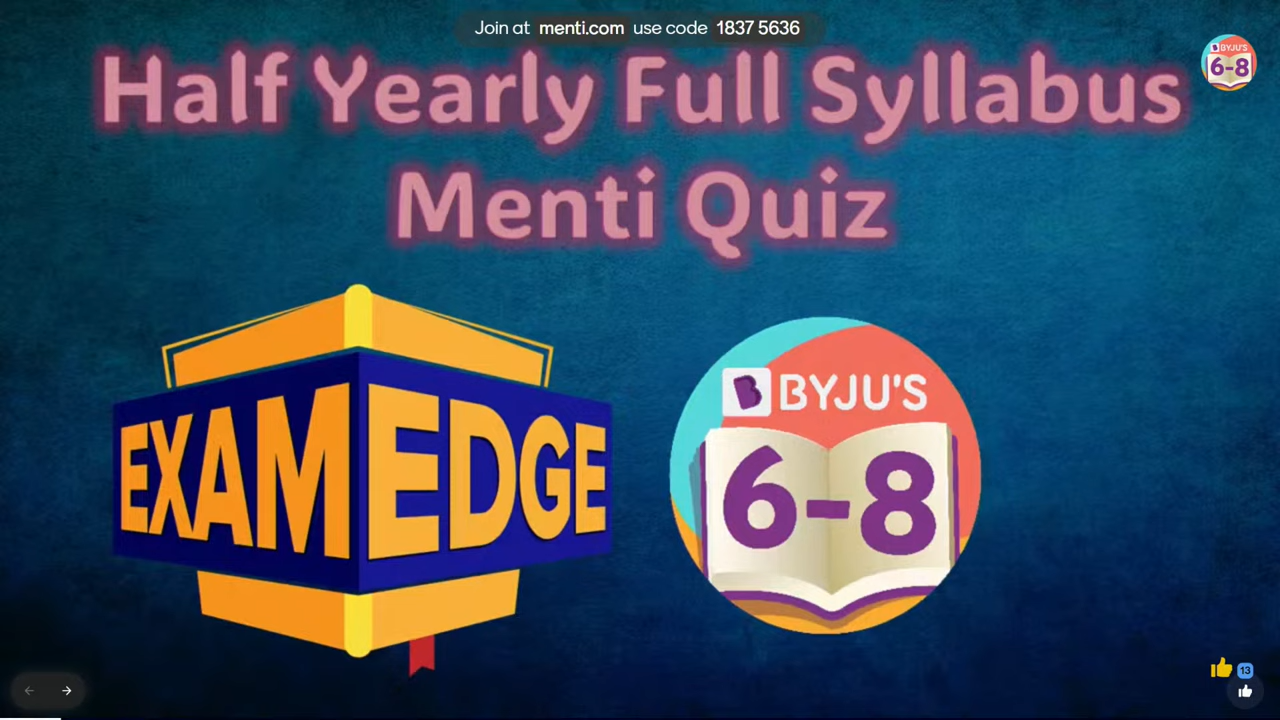 Join at menti.com use code 1837 5636
Half Yearly Full Syllabus
Menti Quiz
B BYJU'S
6-8
EXAM EDGE
B BYJU'S
6-8
13